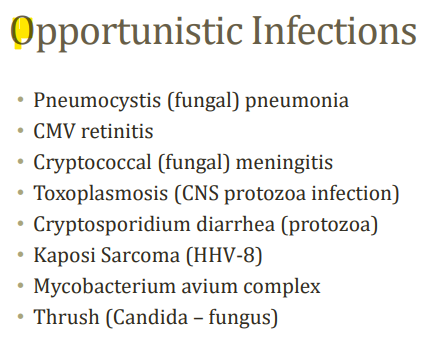 Opportunistic Infections
• Pneumocystis (fungal) pneumonia
• CMV retinitis
• Cryptococcal (fungal) meningitis
• Toxoplasmosis (CNS protozoa infection)
• Cryptosporidium diarrhea (protozoa)
• Kaposi Sarcoma (HHV-8)
• Mycobacterium avium complex
• Thrush (Candida – fungus)